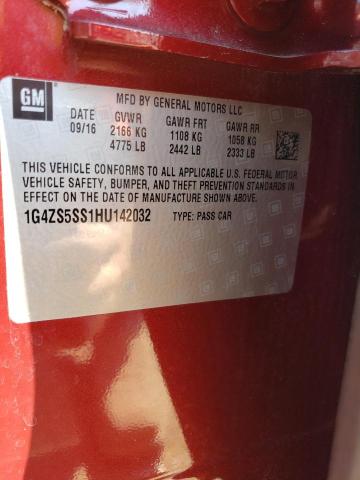 GM
MFD BY GENERAL MOTORS LLC
DATE GVWR GAWR FRT GAWR RR
09/16 2166 KG 1108 KG 1058 KG
4775 LB 2442 LB 2333 LB
THIS VEHICLE CONFORMS TO ALL APPLICABLE U.S. FEDERAL MOTOR
VEHICLE SAFETY, BUMPER, AND THEFT PREVENTION STANDARDS IN
EFFECT ON THE DATE OF MANUFACTURE SHOWN ABOVE.
1G4ZS5SS1HU142032 TYPE: PASS CAR